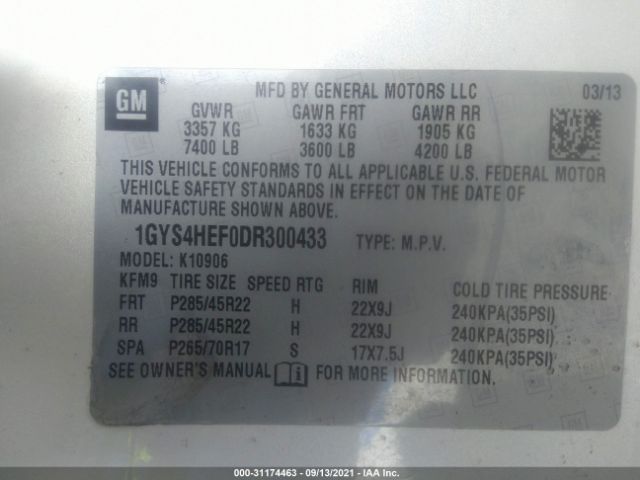 GM
MFD BY GENERAL MOTORS LLC 03/13
GVWR GAWR FRT GAWR RR
3357 KG 1633 KG 1905 KG
7400 LB 3600 LB 4200 LB
THIS VEHICLE CONFORMS TO ALL APPLICABLE U.S. FEDERAL MOTOR
VEHICLE SAFETY STANDARDS IN EFFECT ON THE DATE OF
MANUFACTURE SHOWN ABOVE.
1GYS4HEF0DR300433 TYPE: M.P.V.
MODEL: K10906
KFM9 TIRE SIZE SPEED RTG RIM COLD TIRE PRESSURE
FRT P285/45R22 H 22X9J 240KPA(35PSI)
RR P285/45R22 H 22X9J 240KPA(35PSI)
SPA P265/70R17 S 17X7.5J 240KPA(35PSI)
SEE OWNER'S MANUAL FOR MORE INFORMATION.
000-31174463 - 09/13/2021 - IAA Inc.